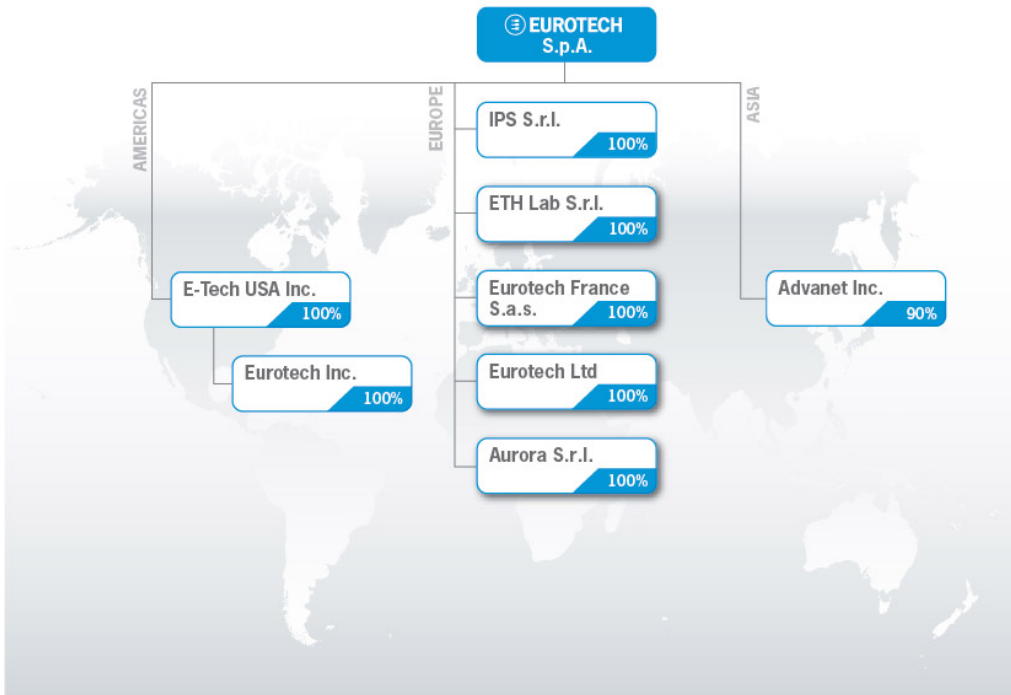 EUROTECH
S.p.A.
AMERICAS
EUROPE
ASIA
IPS S.r.l.
100%
ETH Lab S.r.l.
100%
E-Tech USA Inc.
100%
Eurotech France
S.a.s.
100%
Advanet Inc.
90%
Eurotech Inc.
100%
Eurotech Ltd
100%
Aurora S.r.l.
100%